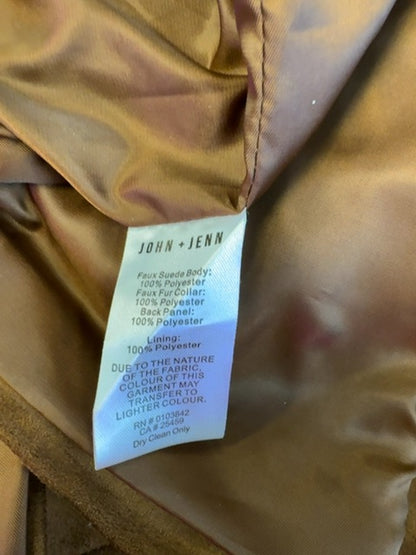 JOHN + JENN
Faux Suede Body:
100% Polyester
Faux Fur Collar:
100% Polyester
Back Panel:
100% Polyester
Lining:
100% Polyester
DUE TO THE NATURE
OF THE FABRIC,
COLOUR OF THIS
GARMENT MAY
TRANSFER TO
LIGHTER COLOUR.
RN # 0103842
CA # 25459
Dry Clean Only